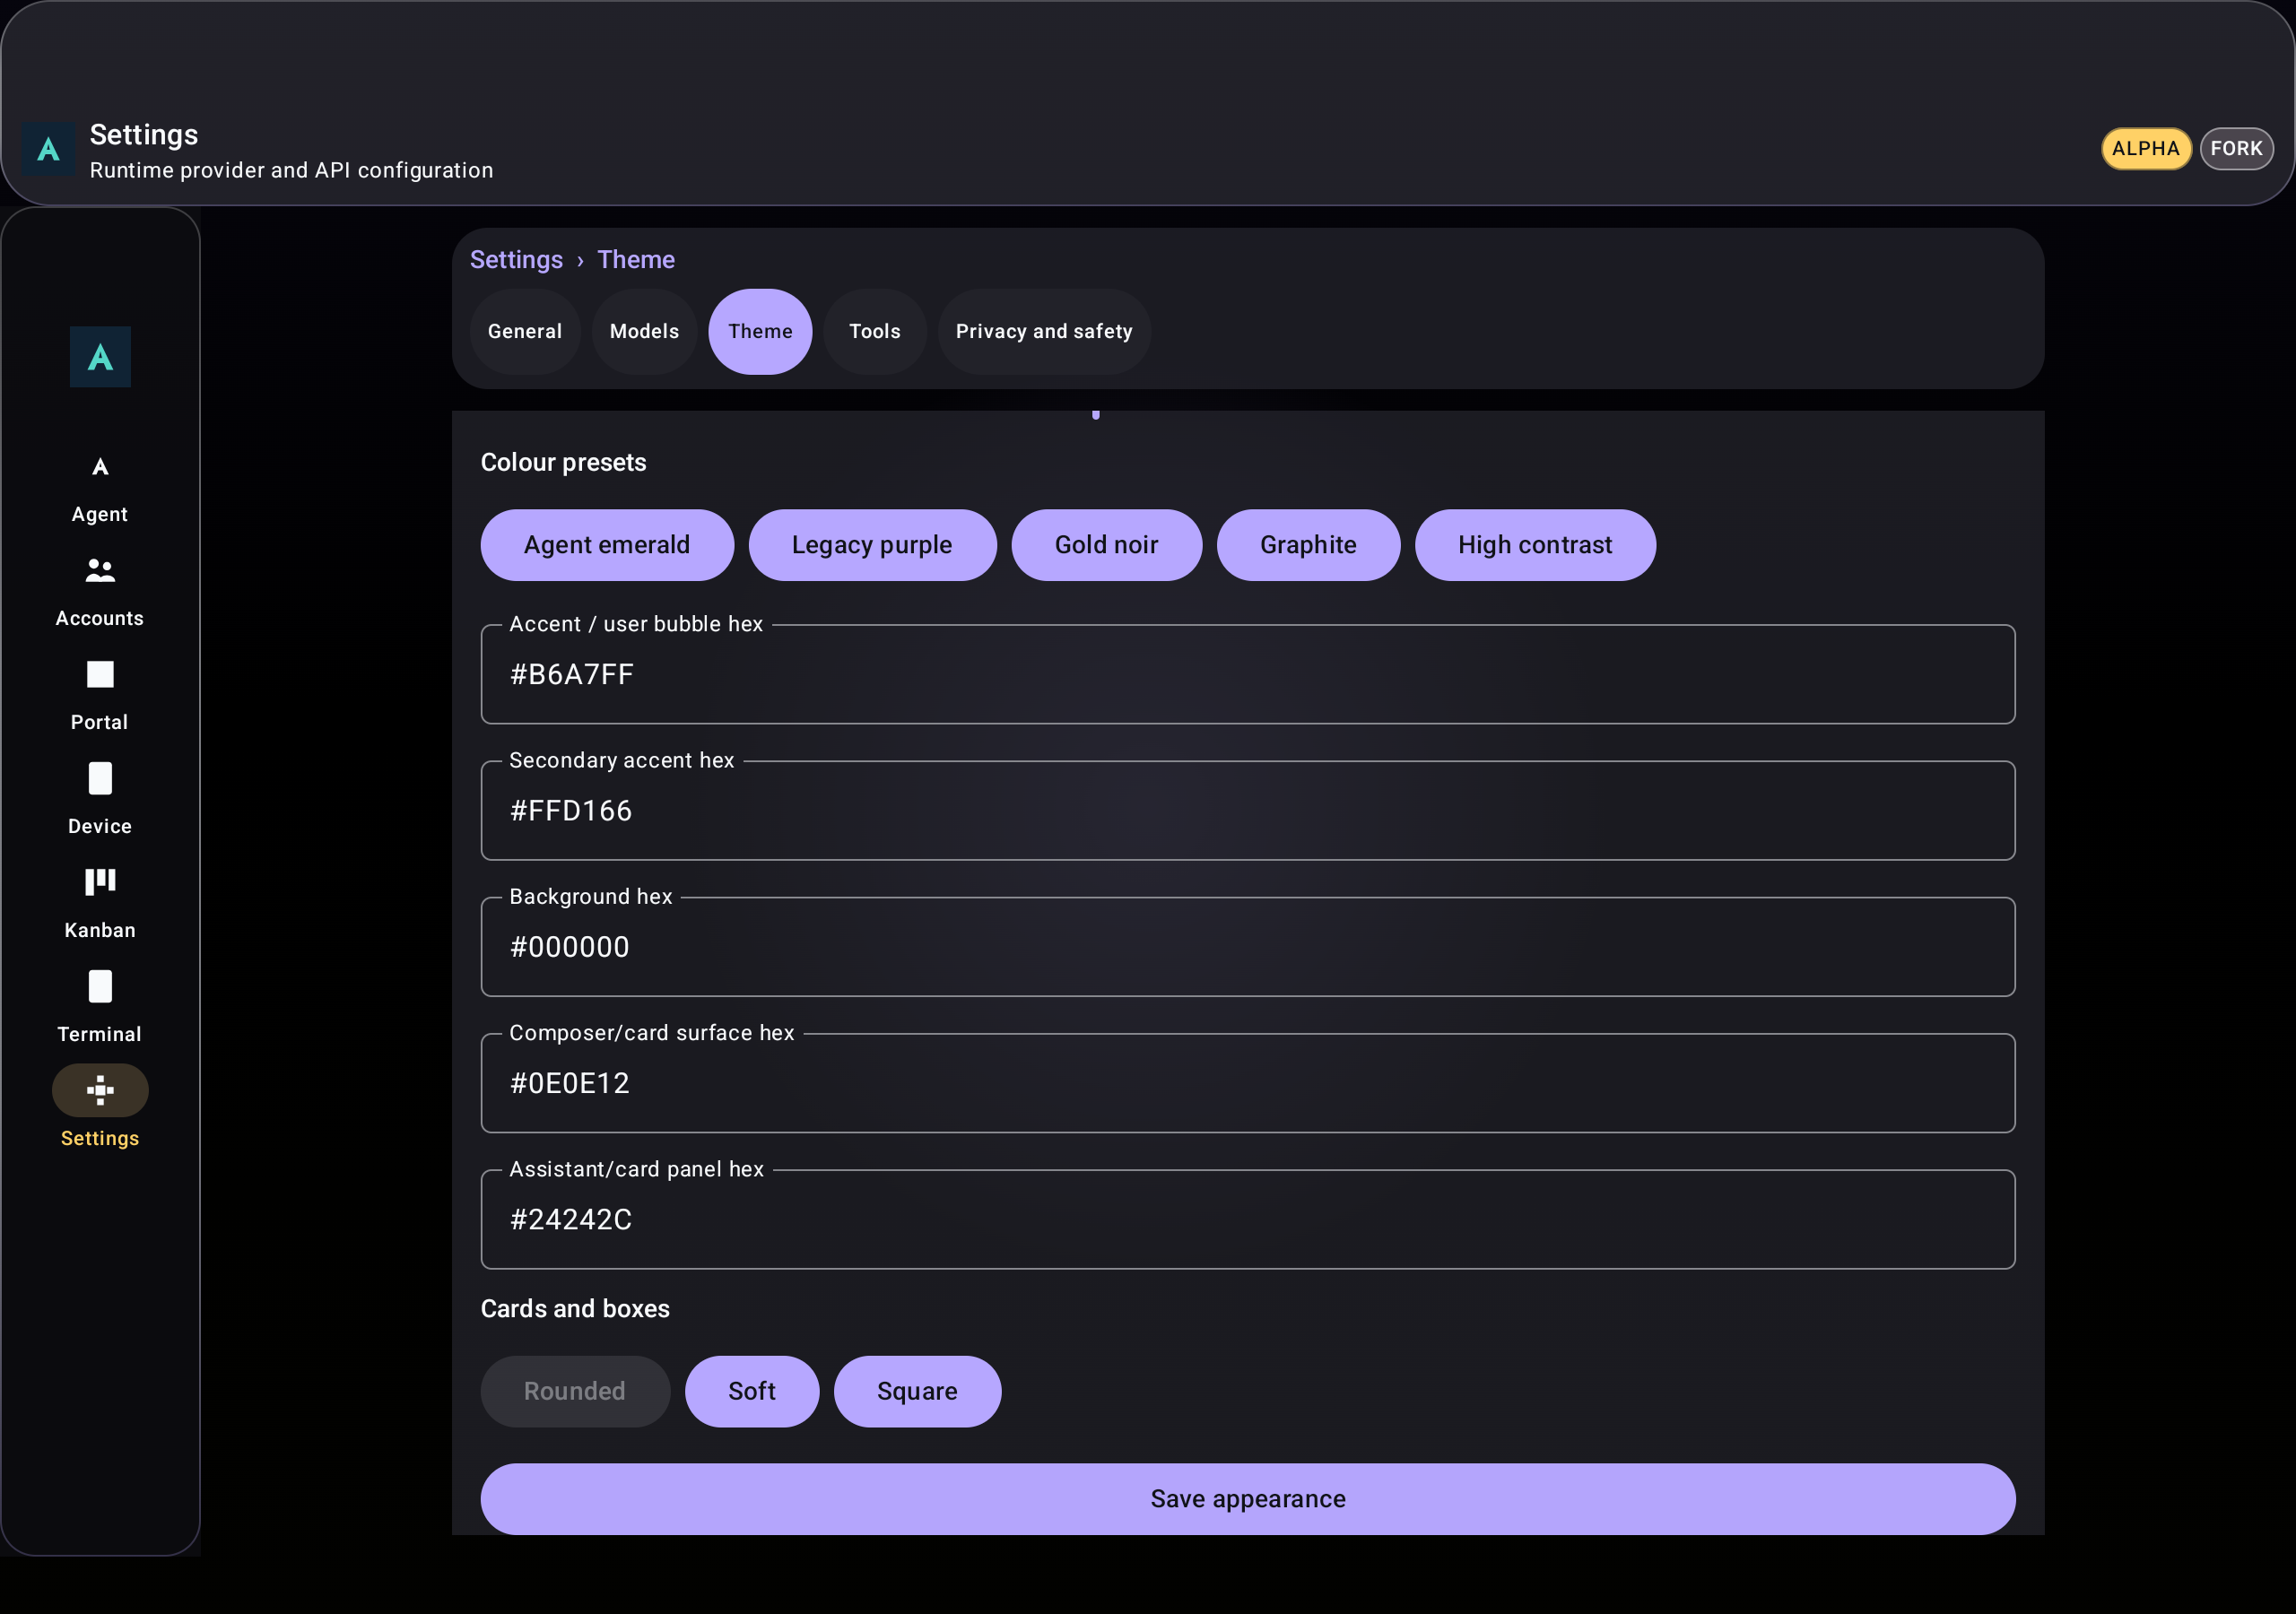 Settings
Runtime provider and API configuration
ALPHA
FORK
Agent
Accounts
Portal
Device
Kanban
Terminal
Settings
Settings › Theme
General
Models
Theme
Tools
Privacy and safety
Colour presets
Agent emerald
Legacy purple
Gold noir
Graphite
High contrast
Accent / user bubble hex
#B6A7FF
Secondary accent hex
#FFD166
Background hex
#000000
Composer/card surface hex
#0E0E12
Assistant/card panel hex
#24242C
Cards and boxes
Rounded
Soft
Square
Save appearance